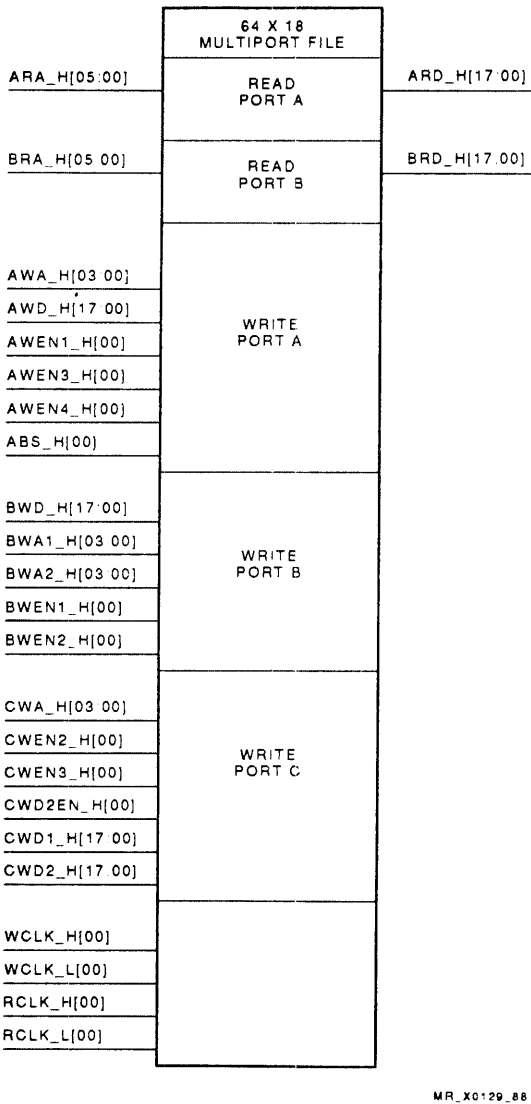 64 X 18
MULTIPORT FILE
ARA_H[05:00]
READ
PORT A
ARD_H[17:00]
BRA_H[05 00]
READ
PORT B
BRD_H[17.00]
AWA_H[03:00]
AWD_H[17:00]
AWEN1_H[00]
AWEN3_H[00]
AWEN4_H[00]
ABS_H[00]
WRITE
PORT A
BWD_H[17:00]
BWA1_H[03 00]
BWA2_H[03:00]
BWEN1_H[00]
BWEN2_H[00]
WRITE
PORT B
CWA_H[03 00]
CWEN2_H[00]
CWEN3_H[00]
CWD2EN_H[00]
CWD1_H[17:00]
CWD2_H[17.00]
WRITE
PORT C
WCLK_H[00]
WCLK_L[00]
RCLK_H[00]
RCLK_L[00]
MR_X0129_88